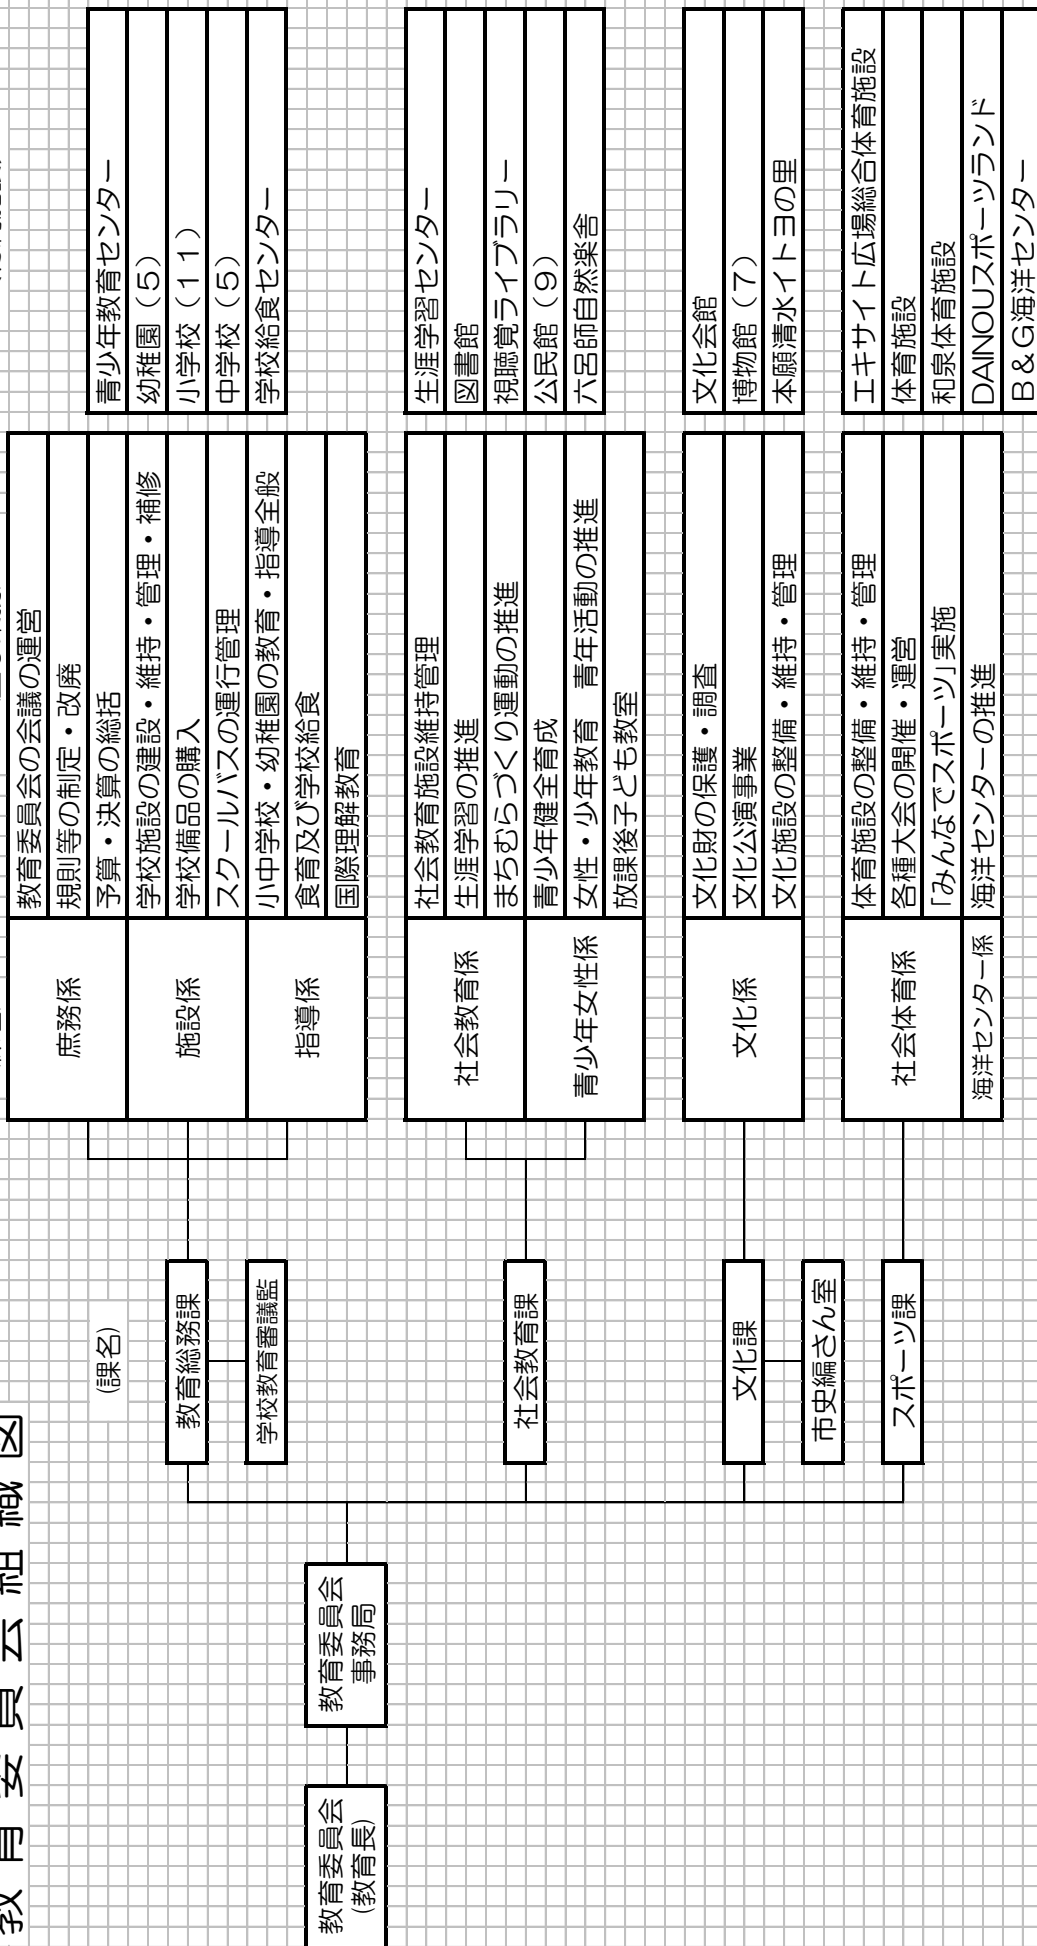 教育委員会組織図
(課名)
教育委員会
(教育長)
教育委員会
事務局
教育総務課
学校教育審議監
庶務係
教育委員会の会議の運営
規則等の制定・改廃
予算・決算の総括
施設係
学校施設の建設・維持・管理・補修
学校備品の購入
スクールバスの運行管理
指導係
小中学校・幼稚園の教育・指導全般
食育及び学校給食
国際理解教育
青少年教育センター
幼稚園（5）
小学校（11）
中学校（5）
学校給食センター
社会教育課
社会教育係
社会教育施設維持管理
生涯学習の推進
まちむらづくり運動の推進
青少年女性係
青少年健全育成
女性・少年教育　青年活動の推進
放課後子ども教室
生涯学習センター
図書館
視聴覚ライブラリー
公民館（9）
六呂師自然楽舎
文化課
市史編さん室
文化係
文化財の保護・調査
文化公演事業
文化施設の整備・維持・管理
文化会館
博物館（7）
本願清水イトヨの里
スポーツ課
社会体育係
体育施設の整備・維持・管理
各種大会の開催・運営
「みんなでスポーツ」実施
海洋センター係
海洋センターの推進
エキサイト広場総合体育施設
体育施設
和泉体育施設
DAINOUスポーツランド
B＆G海洋センター